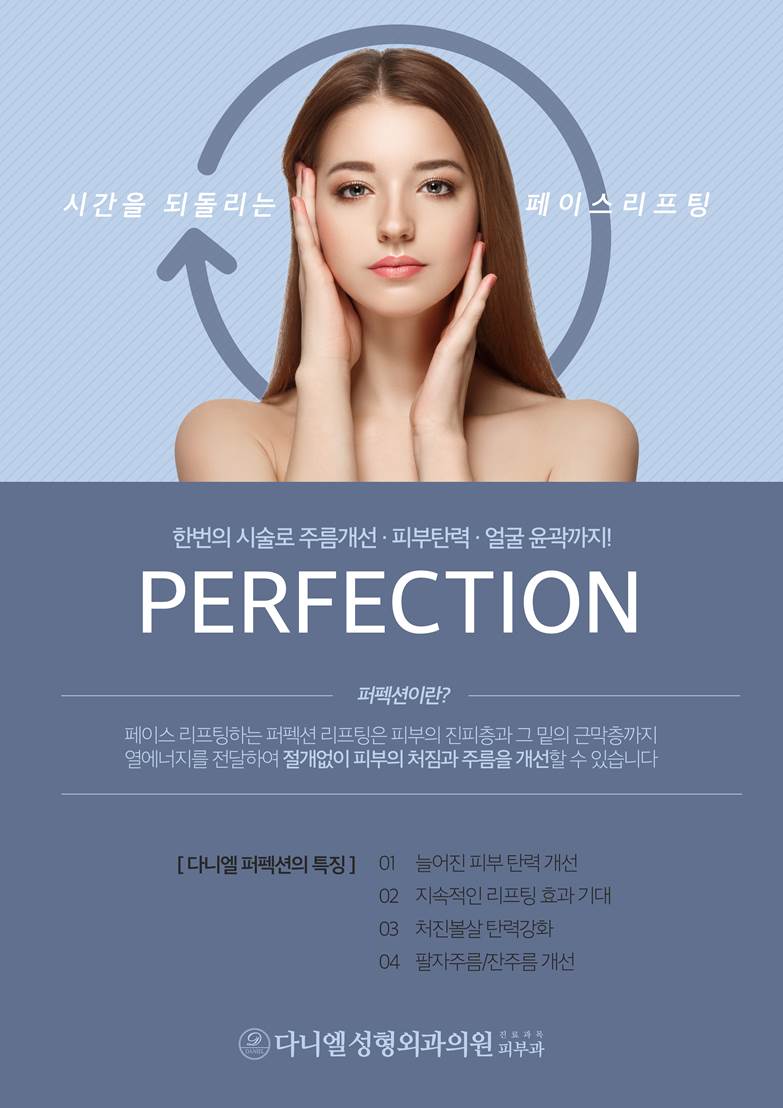 시간을 되돌리는 페이스리프팅
한번의 시술로 주름개선 · 피부탄력 · 얼굴 윤곽까지!
PERFECTION
퍼펙션이란?
페이스 리프팅하는 퍼펙션 리프팅은 피부의 진피층과 그 밑의 근막층까지
열에너지를 전달하여 절개없이 피부의 처짐과 주름을 개선할 수 있습니다
[ 다니엘 퍼펙션의 특징 ]
01 늘어진 피부 탄력 개선
02 지속적인 리프팅 효과 기대
03 처진볼살 탄력강화
04 팔자주름/잔주름 개선
DANIEL
다니엘성형외과의원 진료과목 피부과